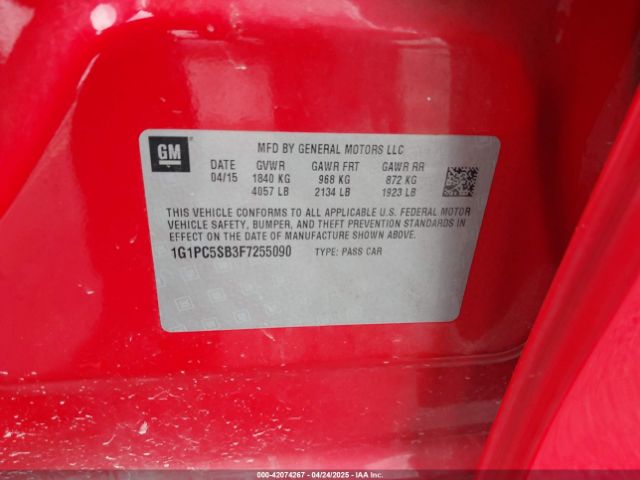 GM
MFD BY GENERAL MOTORS LLC
DATE GVWR GAWR FRT GAWR RR
04/15 1840 KG 968 KG 872 KG
4057 LB 2134 LB 1923 LB
THIS VEHICLE CONFORMS TO ALL APPLICABLE U.S. FEDERAL MOTOR
VEHICLE SAFETY, BUMPER, AND THEFT PREVENTION STANDARDS IN
EFFECT ON THE DATE OF MANUFACTURE SHOWN ABOVE.
1G1PC5SB3F7255090 TYPE: PASS CAR
000-42074267 - 04/24/2025 - IAA Inc.